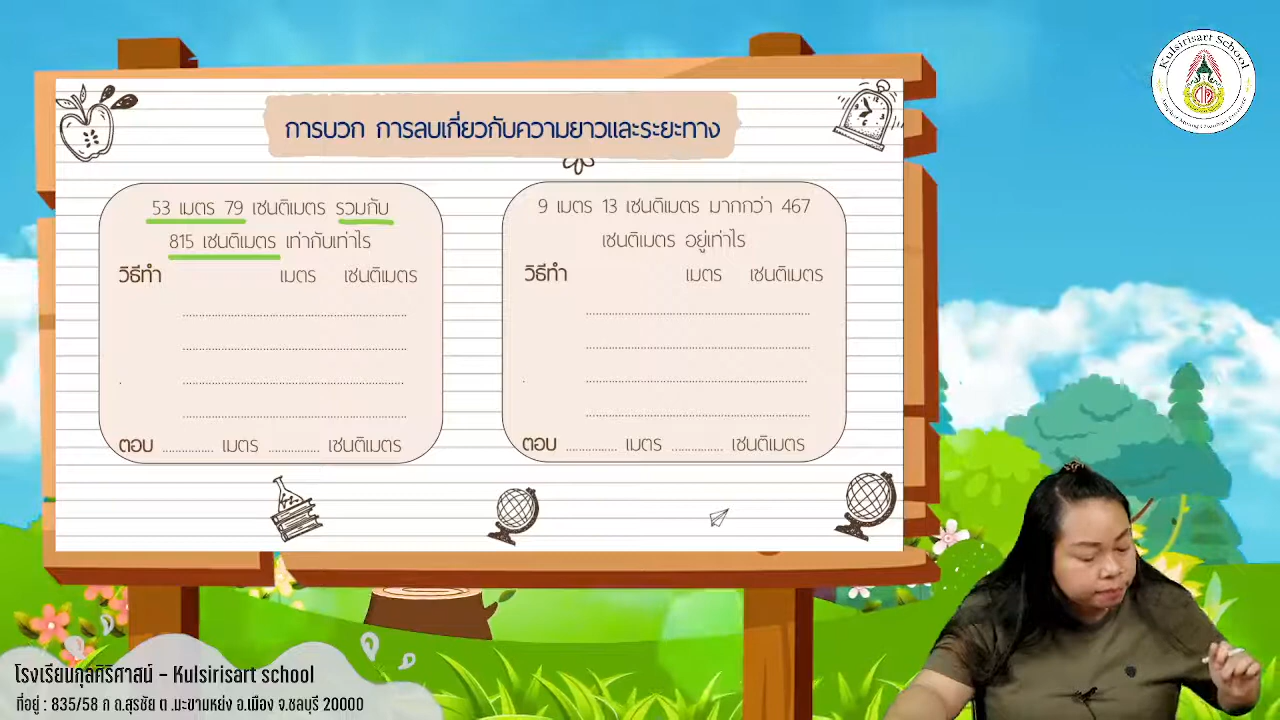 Kulsirisart School
การบวก การลบเกี่ยวกับความยาวและระยะทาง
53 เมตร 79 เซนติเมตร รวมกับ
815 เซนติเมตร เท่ากับเท่าไร
วิธีทำ เมตร เซนติเมตร
ตอบ ............... เมตร ............... เซนติเมตร
9 เมตร 13 เซนติเมตร มากกว่า 467
เซนติเมตร อยู่เท่าไร
วิธีทำ เมตร เซนติเมตร
ตอบ ............... เมตร ............... เซนติเมตร
โรงเรียนกุลศิริศาสน์ - Kulsirisart school
ที่อยู่ : 835/58 ก ถ.สุรชัย ต .มะขามหย่ง อ.เมือง จ.ชลบุรี 20000